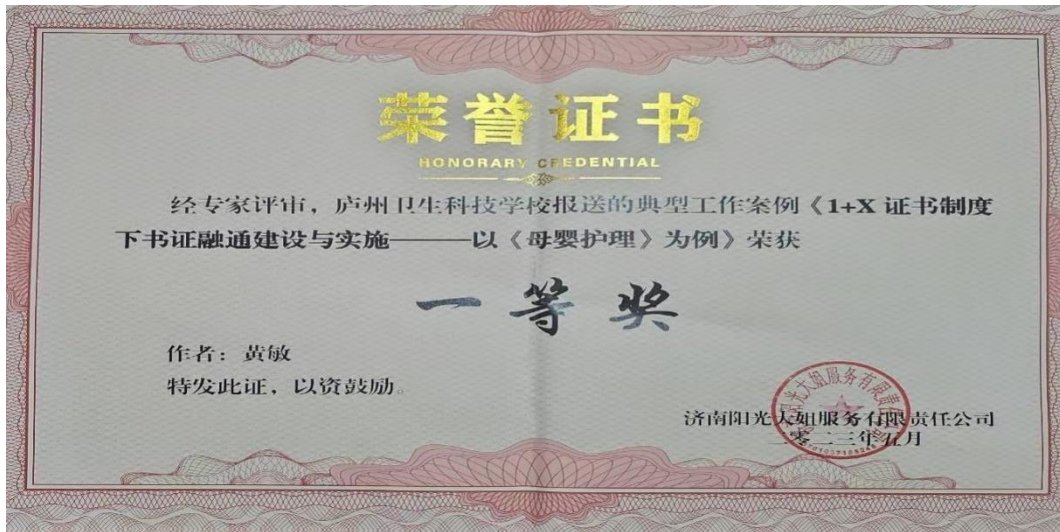 荣誉证书
HONORARY CREDENTIAL
经专家评审，庐州卫生科技学校报送的典型工作案例《1+X 证书制度
下书证融通建设与实施———以《母婴护理》为例》荣获
一等奖
作者：黄敏
特发此证，以资鼓励。
济南阳光大姐服务有限责任公司
二零二三年五月